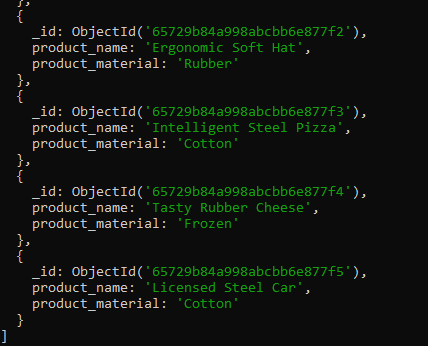 },
{
_id: ObjectId('65729b84a998abcbb6e877f2'),
product_name: 'Ergonomic Soft Hat',
product_material: 'Rubber'
},
{
_id: ObjectId('65729b84a998abcbb6e877f3'),
product_name: 'Intelligent Steel Pizza',
product_material: 'Cotton'
},
{
_id: ObjectId('65729b84a998abcbb6e877f4'),
product_name: 'Tasty Rubber Cheese',
product_material: 'Frozen'
},
{
_id: ObjectId('65729b84a998abcbb6e877f5'),
product_name: 'Licensed Steel Car',
product_material: 'Cotton'
}
]